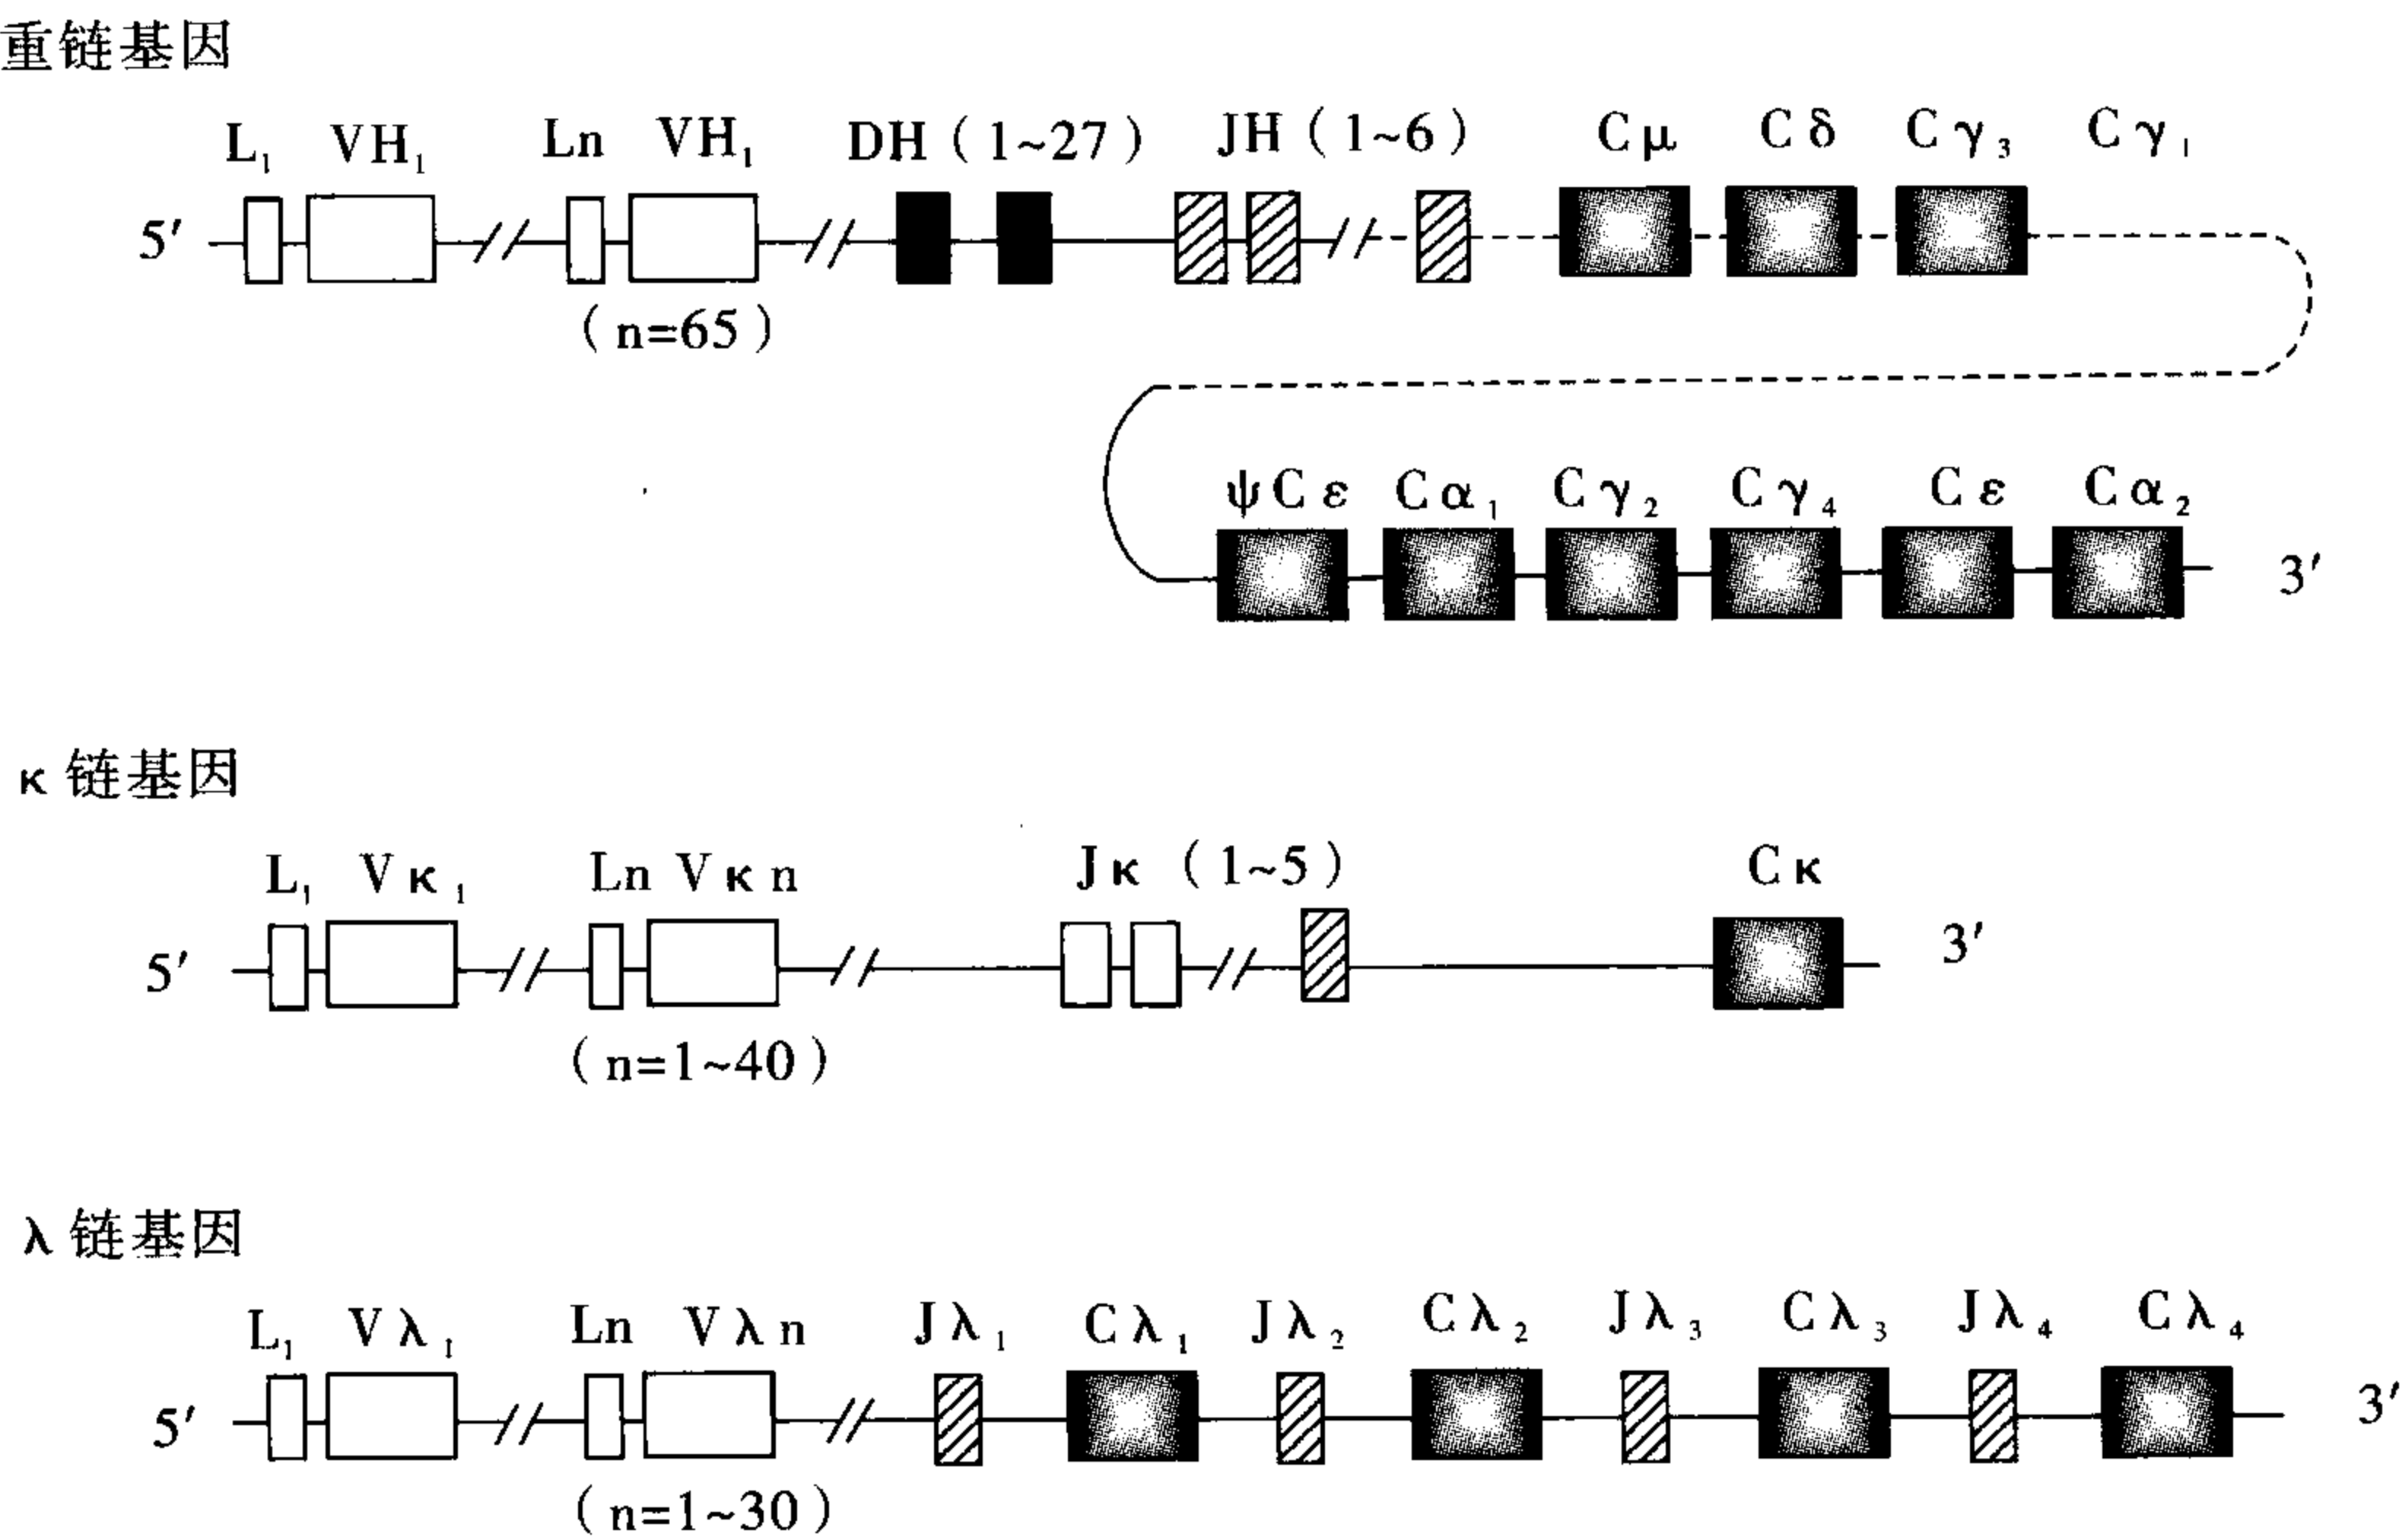 重链基因
L₁ VH₁ Ln VH₁ DH（1~27） JH（1~6） Cμ Cδ Cγ₃ Cγ₁
5′
（n=65）
ψCε Cα₁ Cγ₂ Cγ₄ Cε Cα₂
3′
κ链基因
L₁ Vκ₁ Ln Vκn Jκ（1~5） Cκ
5′ 3′
（n=1~40）
λ链基因
L₁ Vλ₁ Ln Vλn Jλ₁ Cλ₁ Jλ₂ Cλ₂ Jλ₃ Cλ₃ Jλ₄ Cλ₄
5′ 3′
（n=1~30）